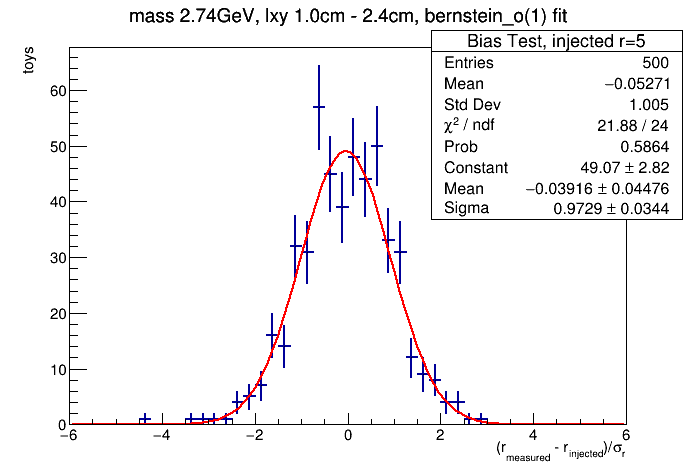 mass 2.74GeV, lxy 1.0cm - 2.4cm, bernstein_o(1) fit
toys
Bias Test, injected r=5
Entries 500
Mean −0.05271
Std Dev 1.005
χ² / ndf 21.88 / 24
Prob 0.5864
Constant 49.07 ± 2.82
Mean −0.03916 ± 0.04476
Sigma 0.9729 ± 0.0344
60
50
40
30
20
10
0
−6 −4 −2 0 2 4 6
(r_measured - r_injected)/σ_r